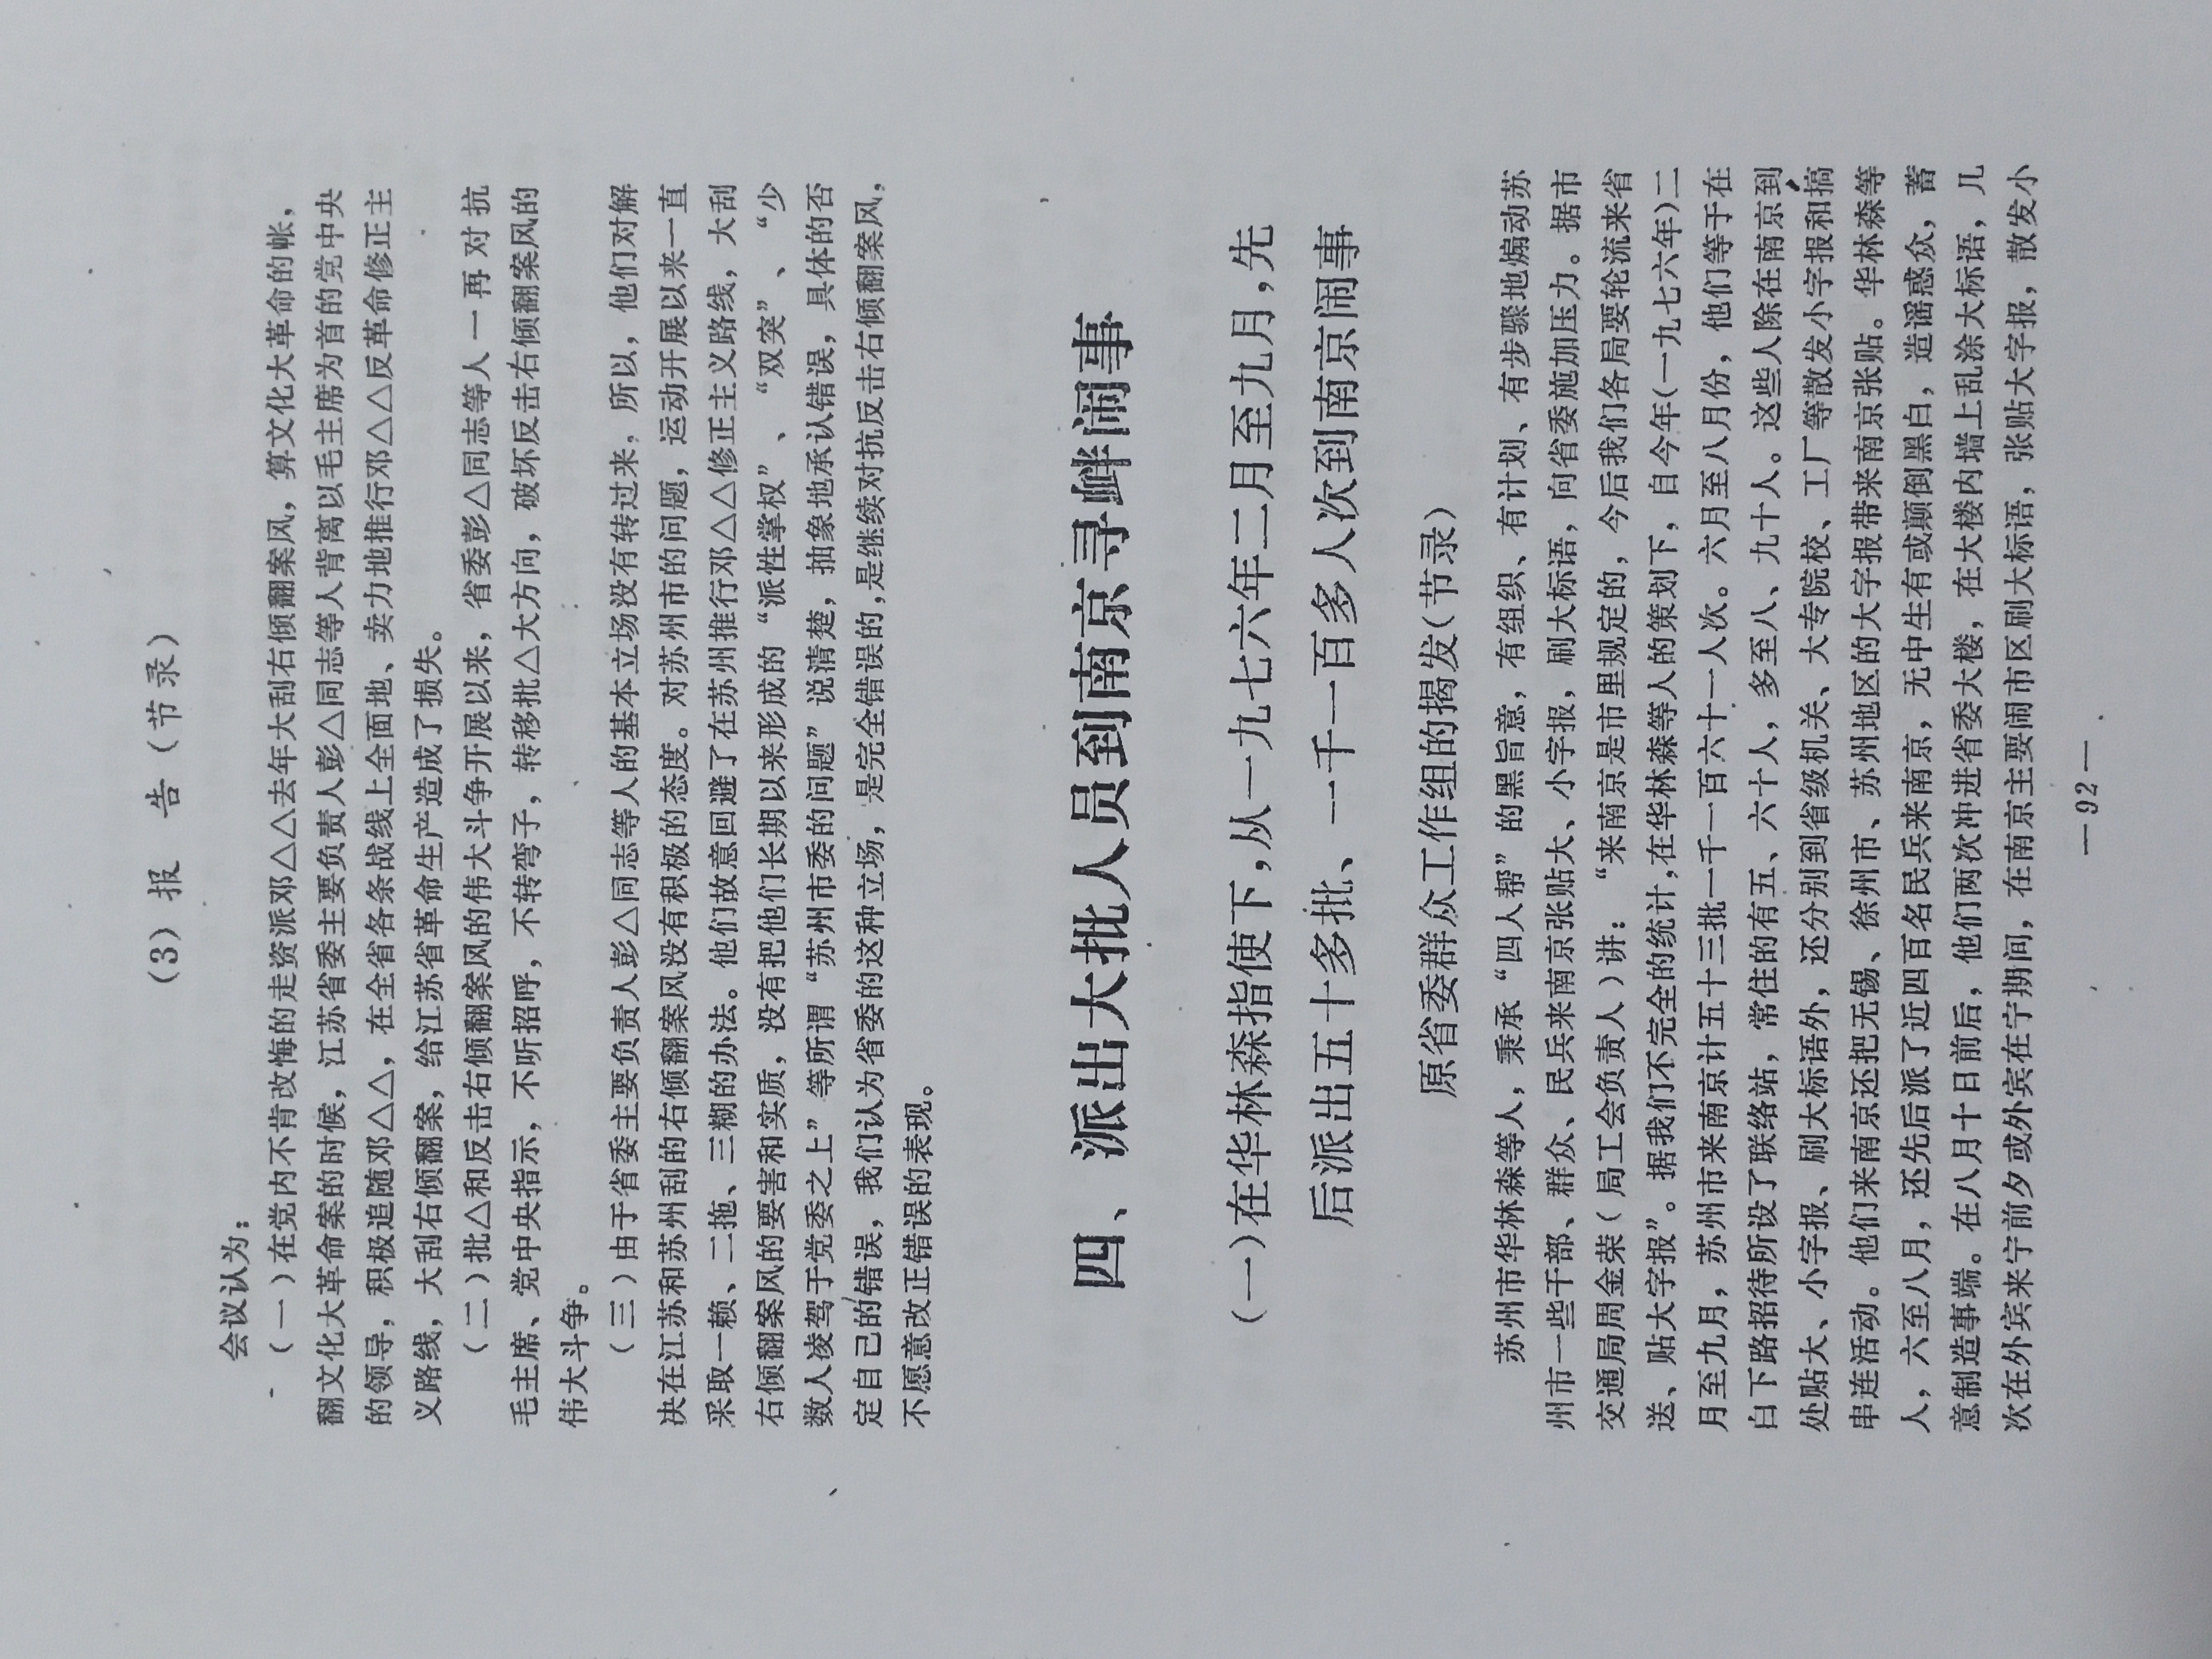 （3）报　告（节录）
会议认为：
（一）在党内不肯改悔的走资派邓△△去年大刮右倾翻案风，算文化大革命的帐，
翻文化大革命案的时候，江苏省委主要负责人彭△同志等人背离以毛主席为首的党中央
的领导，积极追随邓△△，在全省各条战线上全面地、卖力地推行邓△△反革命修正主
义路线，大刮右倾翻案，给江苏省革命生产造成了损失。
（二）批△和反击右倾翻案风的伟大斗争开展以来，省委彭△同志等人一再对抗
毛主席、党中央指示，不听招呼，不转弯子，转移批△大方向，破坏反击右倾翻案风的
伟大斗争。
（三）由于省委主要负责人彭△同志等人的基本立场没有转过来，所以，他们对解
决在江苏和苏州刮的右倾翻案风没有积极的态度。对苏州市的问题，运动开展以来一直
采取一赖、二拖、三糊的办法。他们故意回避了在苏州推行邓△△修正主义路线，大刮
右倾翻案风的要害和实质，没有把他们长期以来形成的“派性掌权”、“双突”、“少
数人凌驾于党委之上”等所谓“苏州市委的问题”说清楚，抽象地承认错误，具体的否
定自己的错误，我们认为省委的这种立场，是完全错误的，是继续对抗反击右倾翻案风，
不愿意改正错误的表现。
四、派出大批人员到南京寻衅闹事
（一）在华林森指使下，从一九七六年二月至九月，先
后派出五十多批、一千一百多人次到南京闹事
原省委群众工作组的揭发（节录）
苏州市华林森等人，秉承“四人帮”的黑旨意，有组织、有计划、有步骤地煽动苏
州市一些干部、群众、民兵来南京张贴大、小字报，刷大标语，向省委施加压力。据市
交通局周金荣（局工会负责人）讲：“来南京是市里规定的，今后我们各局要轮流来省
送、贴大字报”。据我们不完全的统计，在华林森等人的策划下，自今年（一九七六年）二
月至九月，苏州市来南京计五十三批一千一百六十一人次。六月至八月份，他们等于在
白下路招待所设了联络站，常住的有五、六十人，多至八、九十人。这些人除在南京到
处贴大、小字报、刷大标语外，还分别到省级机关、大专院校、工厂等散发小字报和搞
串连活动。他们来南京还把无锡、徐州市、苏州地区的大字报带来南京张贴。华林森等
人，六至八月，还先后派了近四百名民兵来南京，无中生有或颠倒黑白，造谣惑众，蓄
意制造事端。在八月十日前后，他们两次冲进省委大楼，在大楼内墙上乱涂大标语，几
次在外宾来宁前夕或外宾在宁期间，在南京主要闹市区刷大标语，张贴大字报，散发小
—92—